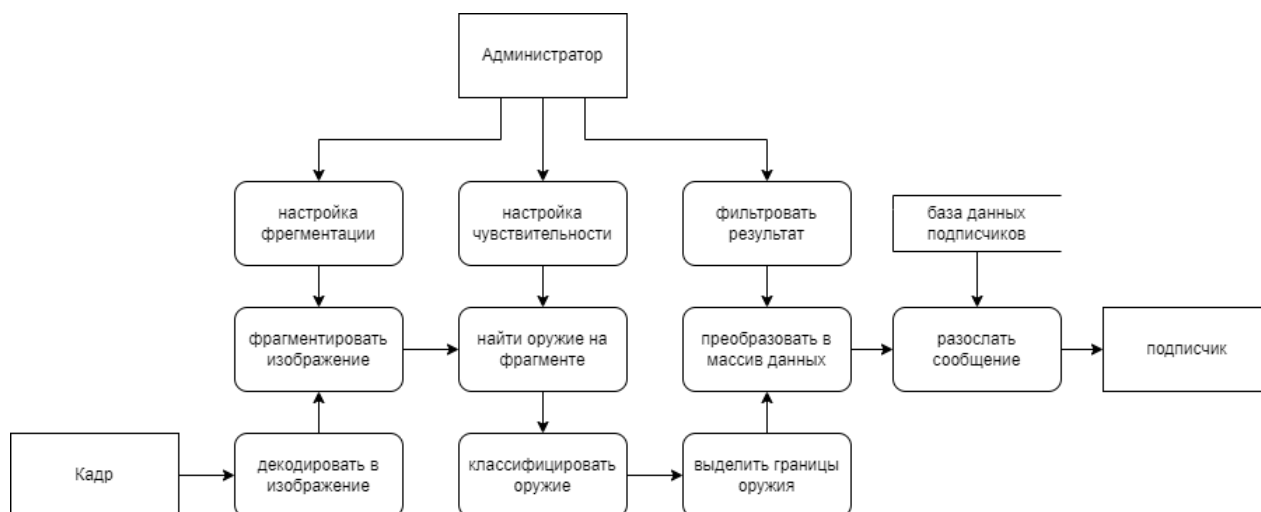 Администратор
настройка
фрегментации
настройка
чувствительности
фильтровать
результат
база данных
подписчиков
фрагментировать
изображение
найти оружие на
фрагменте
преобразовать в
массив данных
разослать
сообщение
подписчик
Кадр
декодировать в
изображение
классифицировать
оружие
выделить границы
оружия